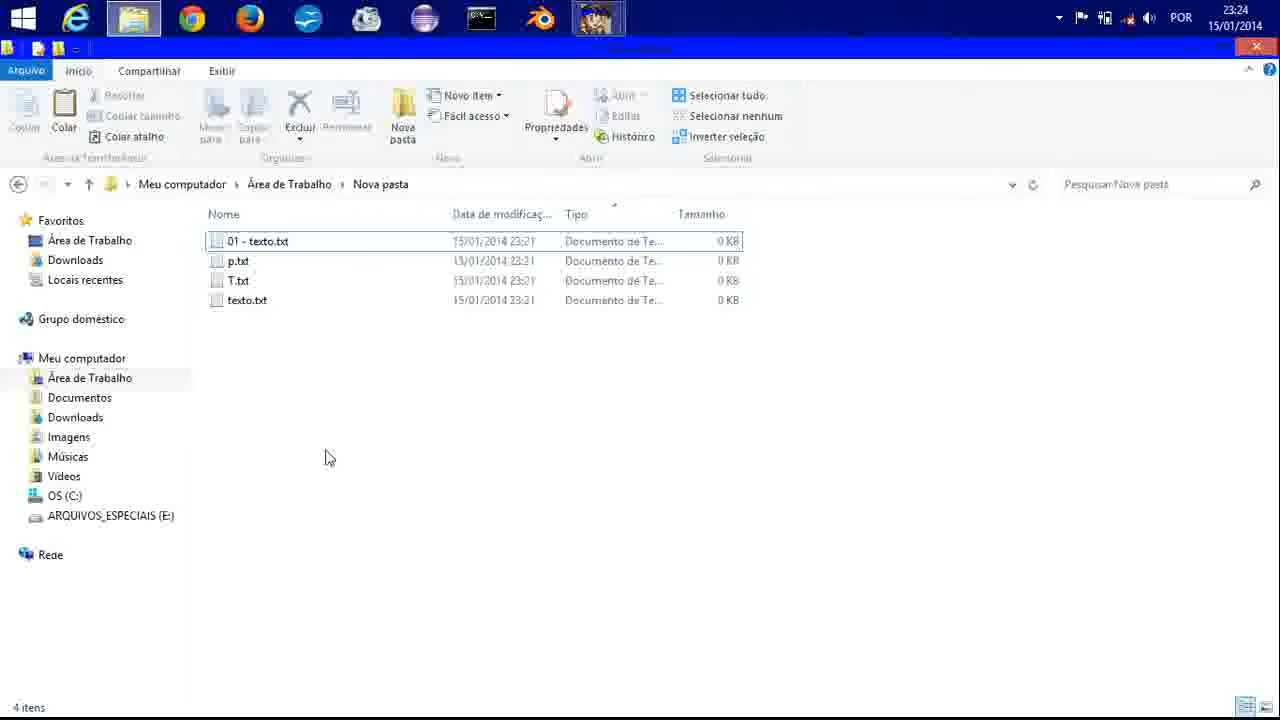 POR
23:24
15/01/2014
Arquivo Início Compartilhar Exibir
Copiar Colar Recortar Copiar caminho Colar atalho
Mover para Copiar para Excluir Renomear
Nova pasta Novo item Fácil acesso
Propriedades Abrir Editar Histórico
Selecionar tudo
Selecionar nenhum
Inverter seleção
Área de Transferência Organizar Novo Abrir Selecionar
Meu computador Área de Trabalho Nova pasta
Pesquisar Nova pasta
Nome Data de modificaç... Tipo Tamanho
01 - texto.txt 15/01/2014 23:21 Documento de Te... 0 KB
p.txt 15/01/2014 23:21 Documento de Te... 0 KB
T.txt 15/01/2014 23:21 Documento de Te... 0 KB
texto.txt 15/01/2014 23:21 Documento de Te... 0 KB
Favoritos
Área de Trabalho
Downloads
Locais recentes
Grupo doméstico
Meu computador
Área de Trabalho
Documentos
Downloads
Imagens
Músicas
Vídeos
OS (C:)
ARQUIVOS_ESPECIAIS (E:)
Rede
4 itens